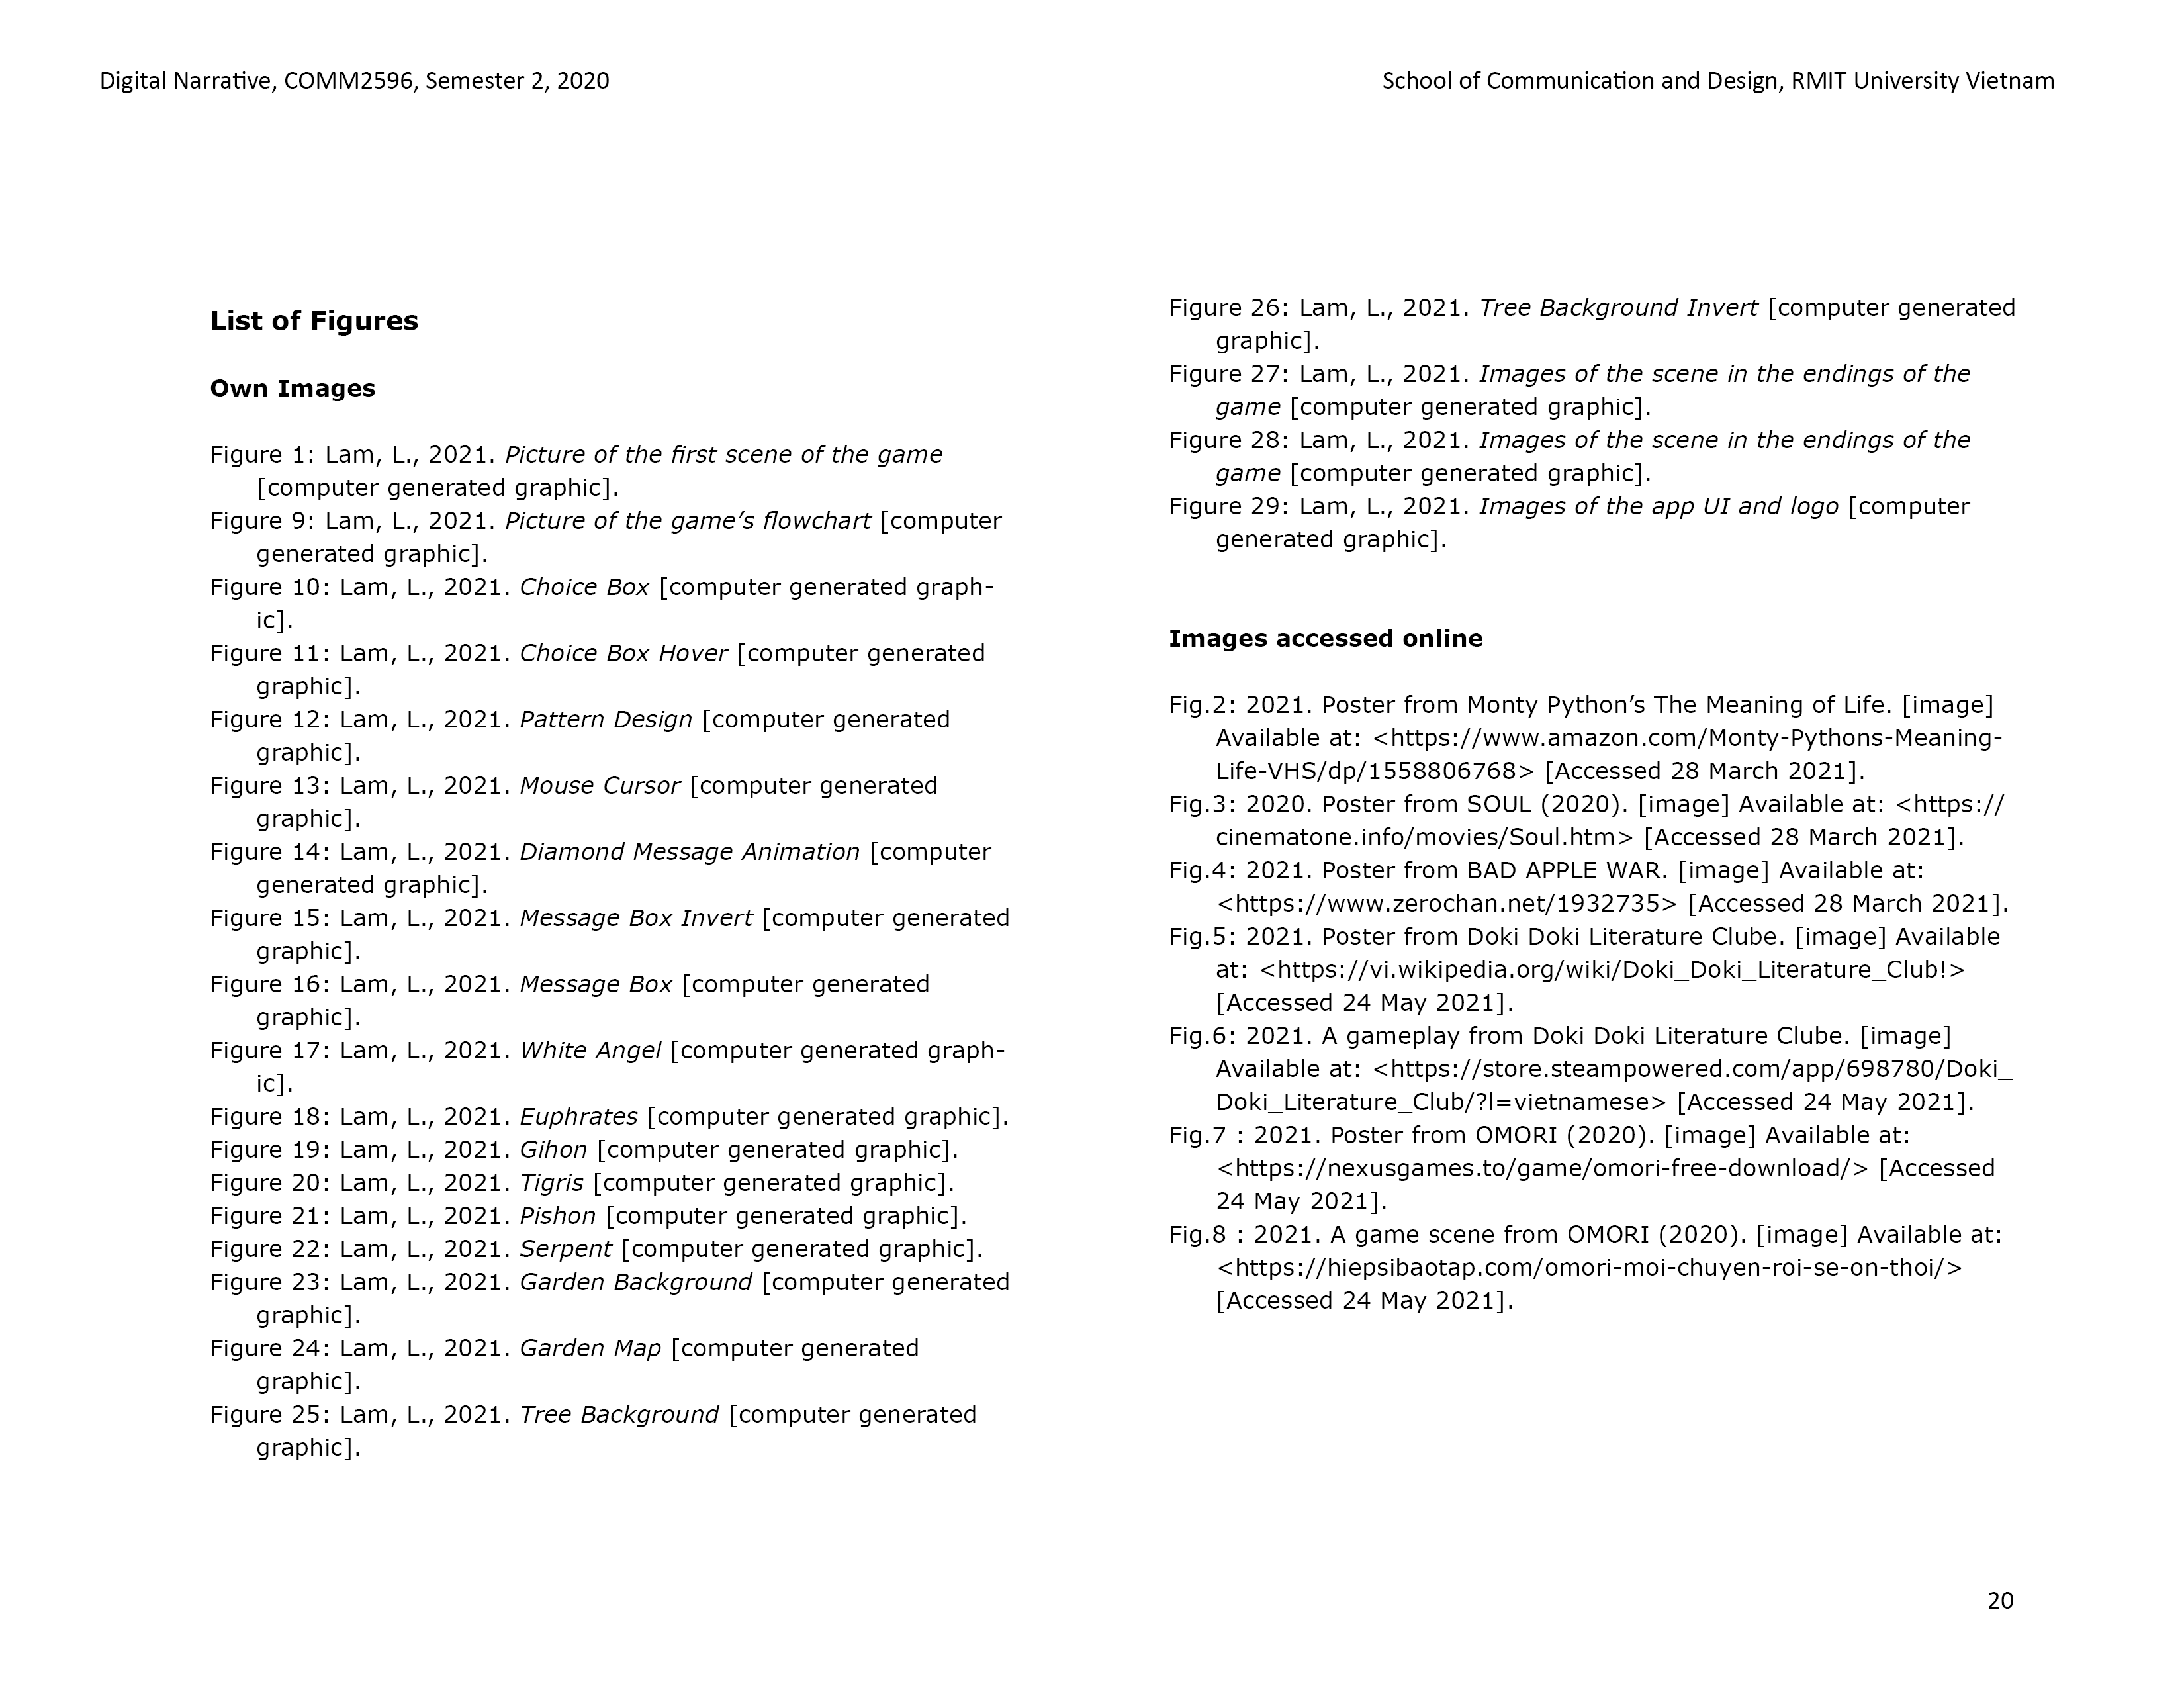 Digital Narrative, COMM2596, Semester 2, 2020
School of Communication and Design, RMIT University Vietnam
List of Figures
Own Images
Figure 1: Lam, L., 2021. Picture of the first scene of the game
[computer generated graphic].
Figure 9: Lam, L., 2021. Picture of the game’s flowchart [computer
generated graphic].
Figure 10: Lam, L., 2021. Choice Box [computer generated graph-
ic].
Figure 11: Lam, L., 2021. Choice Box Hover [computer generated
graphic].
Figure 12: Lam, L., 2021. Pattern Design [computer generated
graphic].
Figure 13: Lam, L., 2021. Mouse Cursor [computer generated
graphic].
Figure 14: Lam, L., 2021. Diamond Message Animation [computer
generated graphic].
Figure 15: Lam, L., 2021. Message Box Invert [computer generated
graphic].
Figure 16: Lam, L., 2021. Message Box [computer generated
graphic].
Figure 17: Lam, L., 2021. White Angel [computer generated graph-
ic].
Figure 18: Lam, L., 2021. Euphrates [computer generated graphic].
Figure 19: Lam, L., 2021. Gihon [computer generated graphic].
Figure 20: Lam, L., 2021. Tigris [computer generated graphic].
Figure 21: Lam, L., 2021. Pishon [computer generated graphic].
Figure 22: Lam, L., 2021. Serpent [computer generated graphic].
Figure 23: Lam, L., 2021. Garden Background [computer generated
graphic].
Figure 24: Lam, L., 2021. Garden Map [computer generated
graphic].
Figure 25: Lam, L., 2021. Tree Background [computer generated
graphic].
Figure 26: Lam, L., 2021. Tree Background Invert [computer generated
graphic].
Figure 27: Lam, L., 2021. Images of the scene in the endings of the
game [computer generated graphic].
Figure 28: Lam, L., 2021. Images of the scene in the endings of the
game [computer generated graphic].
Figure 29: Lam, L., 2021. Images of the app UI and logo [computer
generated graphic].
Images accessed online
Fig.2: 2021. Poster from Monty Python’s The Meaning of Life. [image]
Available at: <https://www.amazon.com/Monty-Pythons-Meaning-
Life-VHS/dp/1558806768> [Accessed 28 March 2021].
Fig.3: 2020. Poster from SOUL (2020). [image] Available at: <https://
cinematone.info/movies/Soul.htm> [Accessed 28 March 2021].
Fig.4: 2021. Poster from BAD APPLE WAR. [image] Available at:
<https://www.zerochan.net/1932735> [Accessed 28 March 2021].
Fig.5: 2021. Poster from Doki Doki Literature Clube. [image] Available
at: <https://vi.wikipedia.org/wiki/Doki_Doki_Literature_Club!>
[Accessed 24 May 2021].
Fig.6: 2021. A gameplay from Doki Doki Literature Clube. [image]
Available at: <https://store.steampowered.com/app/698780/Doki_
Doki_Literature_Club/?l=vietnamese> [Accessed 24 May 2021].
Fig.7 : 2021. Poster from OMORI (2020). [image] Available at:
<https://nexusgames.to/game/omori-free-download/> [Accessed
24 May 2021].
Fig.8 : 2021. A game scene from OMORI (2020). [image] Available at:
<https://hiepsibaotap.com/omori-moi-chuyen-roi-se-on-thoi/>
[Accessed 24 May 2021].
20